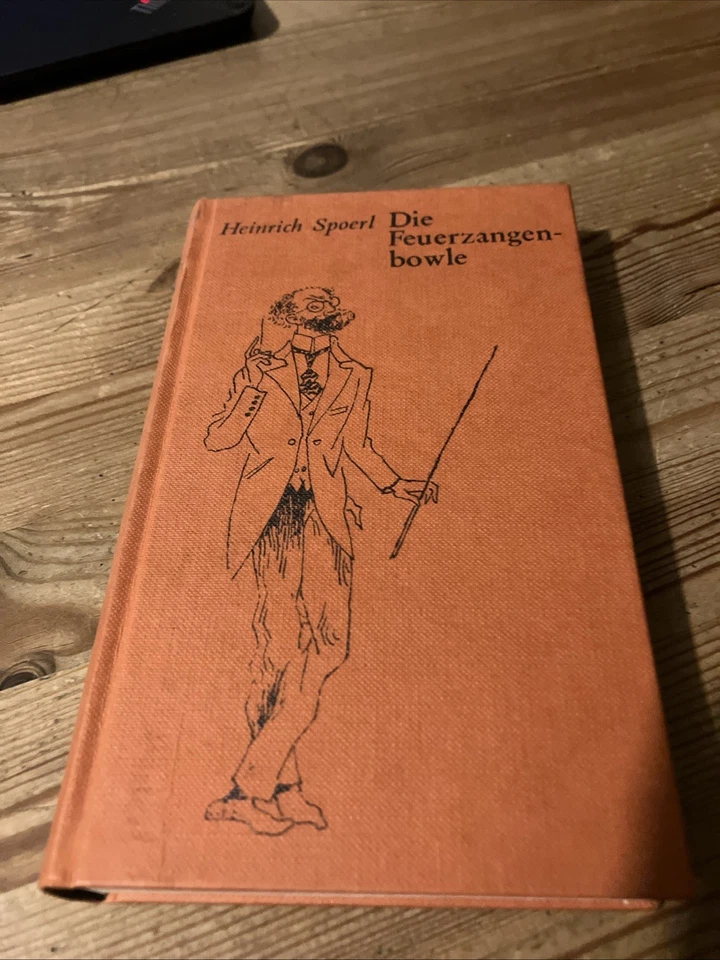 Heinrich Spoerl Die
Feuerzangen-
bowle